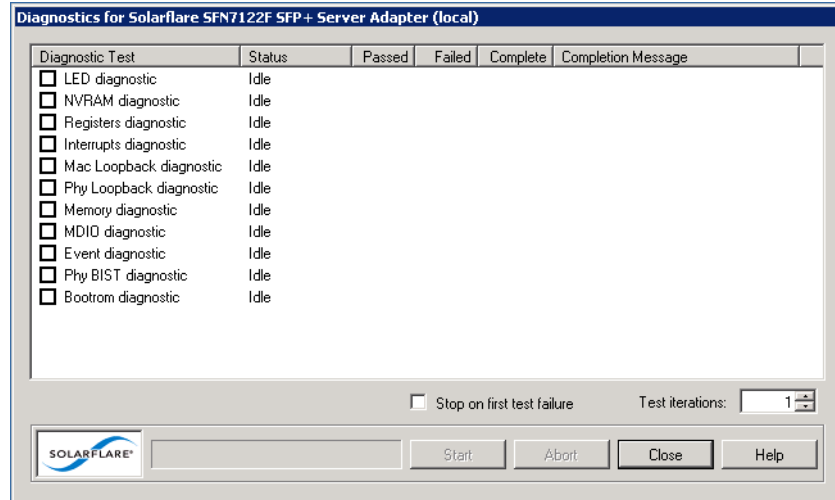 Diagnostics for Solarflare SFN7122F SFP+ Server Adapter (local)
Diagnostic Test Status Passed Failed Complete Completion Message
LED diagnostic Idle
NVRAM diagnostic Idle
Registers diagnostic Idle
Interrupts diagnostic Idle
Mac Loopback diagnostic Idle
Phy Loopback diagnostic Idle
Memory diagnostic Idle
MDIO diagnostic Idle
Event diagnostic Idle
Phy BIST diagnostic Idle
Bootrom diagnostic Idle
Stop on first test failure Test iterations: 1
SOLARFLARE® Start Abort Close Help